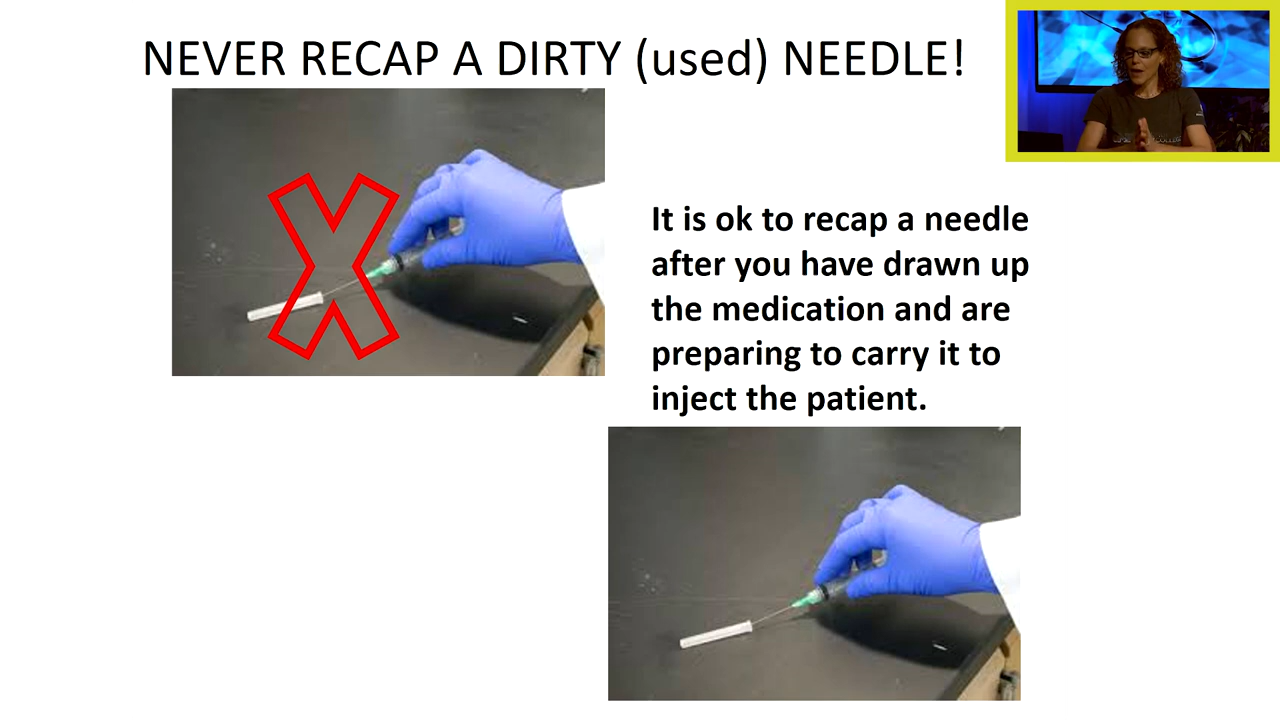 NEVER RECAP A DIRTY (used) NEEDLE!
It is ok to recap a needle
after you have drawn up
the medication and are
preparing to carry it to
inject the patient.